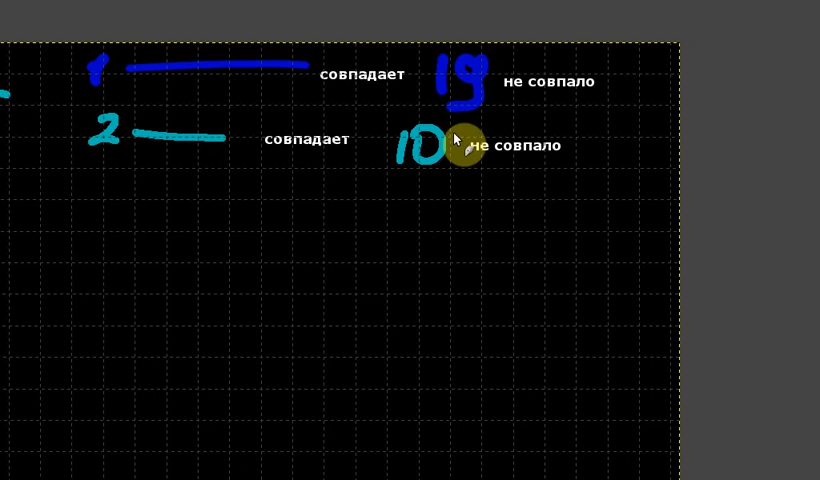 1 совпадает 19 не совпало
2 совпадает 10 не совпало